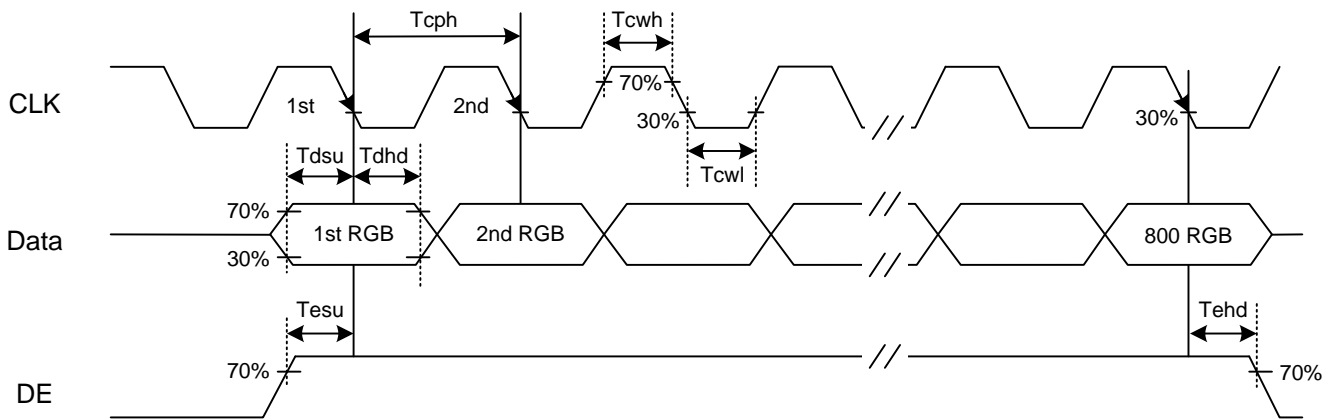 Tcph
Tcwh
CLK
1st
2nd
70%
30%
30%
Tdsu
Tdhd
Tcwl
70%
Data
1st RGB
2nd RGB
800 RGB
30%
Tesu
Tehd
70%
70%
DE